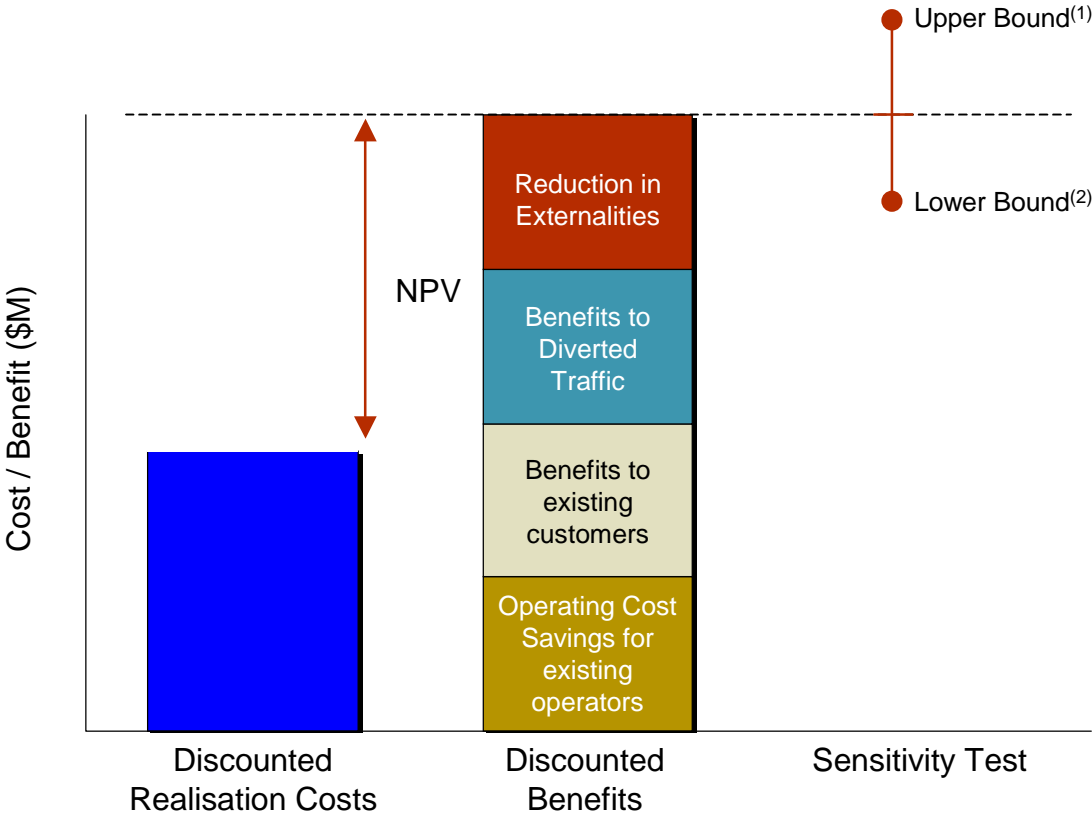 Upper Bound(1)
Lower Bound(2)
Cost / Benefit ($M)
NPV
Reduction in
Externalities
Benefits to
Diverted
Traffic
Benefits to
existing
customers
Operating Cost
Savings for
existing
operators
Discounted
Realisation Costs
Discounted
Benefits
Sensitivity Test